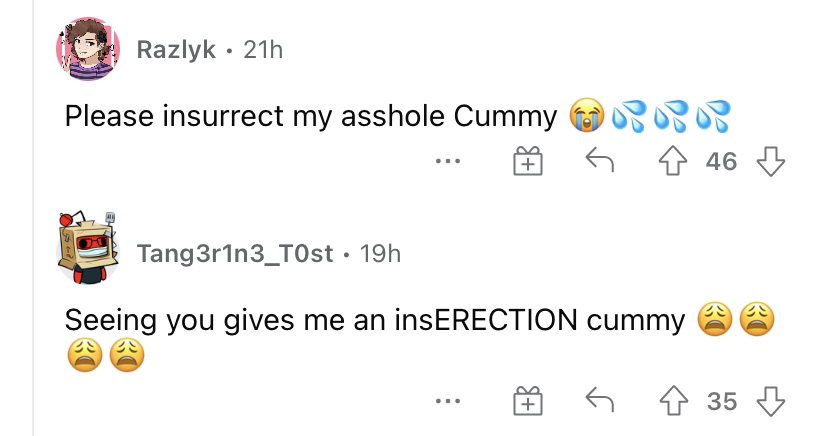 Razlyk • 21h
Please insurrect my asshole Cummy 😭💦💦💦
46
Tang3r1n3_T0st • 19h
Seeing you gives me an insERECTION cummy 😩😩
😩😩
35